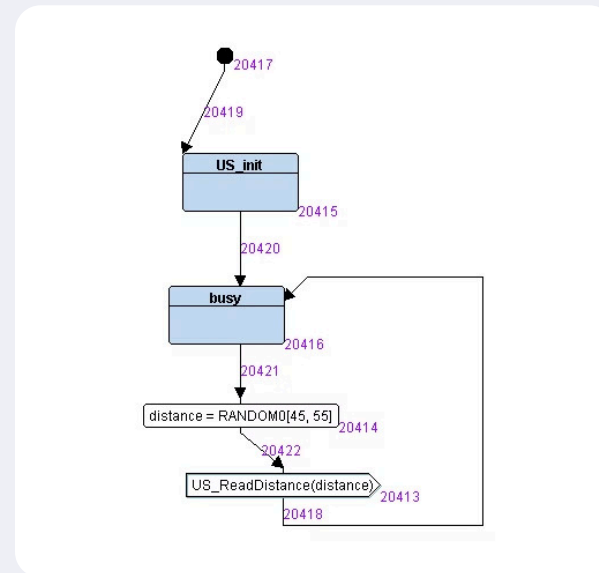 20417
20419
US_init
20415
20420
busy
20416
20421
distance = RANDOM0[45, 55]
20414
20422
US_ReadDistance(distance)
20413
20418